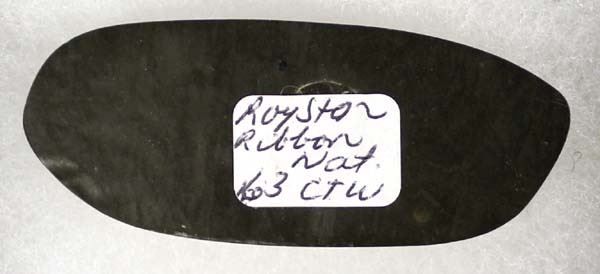 Royston
Ribbon
Nat.
163 CTW